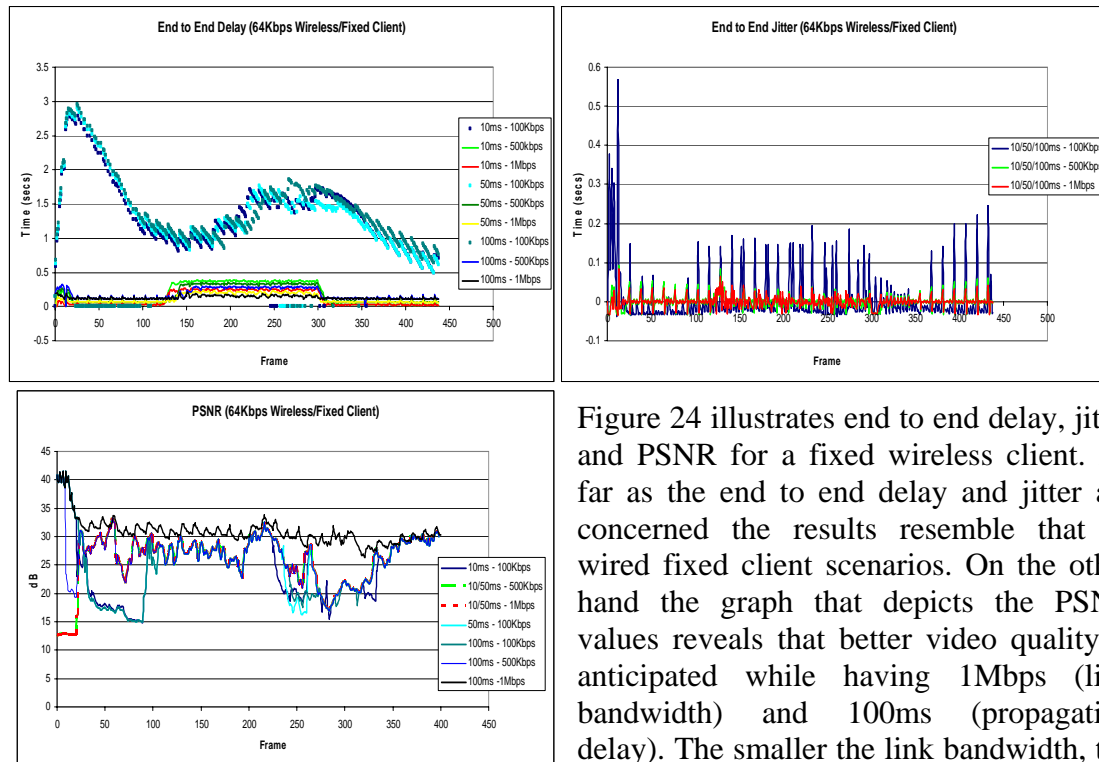 End to End Delay (64Kbps Wireless/Fixed Client)
3.5
3
2.5
2
1.5
1
0.5
0
-0.5
0
50
100
150
200
250
300
350
400
450
500
Time (secs)
Frame
10ms - 100Kbps
10ms - 500kbps
10ms - 1Mbps
50ms - 100Kbps
50ms - 500Kbps
50ms - 1Mbps
100ms - 100Kbps
100ms - 500Kbps
100ms - 1Mbps
End to End Jitter (64Kbps Wireless/Fixed Client)
0.6
0.5
0.4
0.3
0.2
0.1
0
-0.1
0
50
100
150
200
250
300
350
400
450
500
Time (secs)
Frame
10/50/100ms - 100Kbps
10/50/100ms - 500Kbps
10/50/100ms - 1Mbps
PSNR (64Kbps Wireless/Fixed Client)
45
40
35
30
25
20
15
10
5
0
0
50
100
150
200
250
300
350
400
450
dB
Frame
10ms - 100Kbps
10/50ms - 500Kbps
10/50ms - 1Mbps
50ms - 100Kbps
100ms - 100Kbps
100ms - 500Kbps
100ms -1Mbps
Figure 24 illustrates end to end delay,
and PSNR for a fixed wireless client.
far as the end to end delay and jitter
concerned the results resemble that
wired fixed client scenarios. On the
hand the graph that depicts the
values reveals that better video quality
anticipated while having 1Mbps
bandwidth) and 100ms
delay). The smaller the link bandwidth,